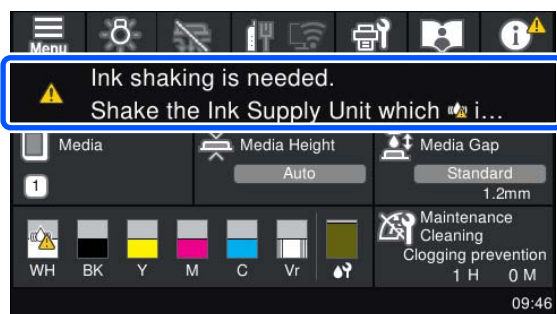 Menu
Ink shaking is needed.
Shake the Ink Supply Unit which i...
Media
Media Height
Media Gap
Auto
Standard
1
1.2mm
Maintenance
Cleaning
Clogging prevention
WH BK Y M C Vr
1 H 0 M
09:46